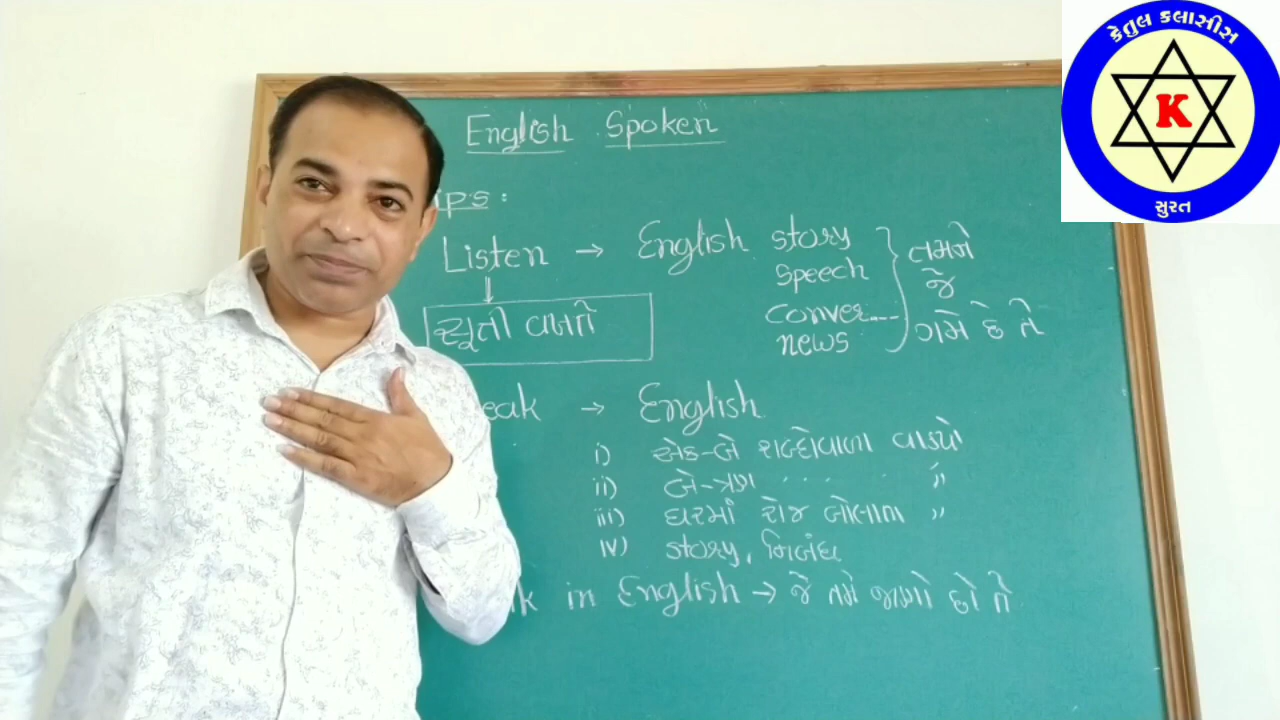 કેતુલ કલાસીસ
K
સુરત
English Spoken
ips :
Listen → English story
speech
conver....
news
તમને
જે
ગમે છે તે
સૂતી વખતે
eak → English
i) એક-બે શબ્દોવાળા વાક્યો
ii) બે-ત્રણ . . . . . "
iii) ઘરમાં રોજ બોલાતા "
iv) story, નિબંધ
k in English → જે તમે જાણો છો તે